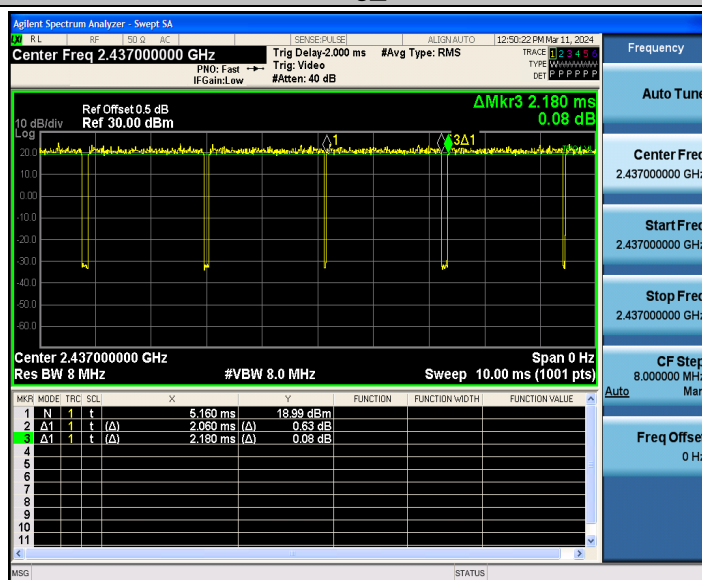 Agilent Spectrum Analyzer - Swept SA
LXI RL RF 50 Ω AC SENSE:PULSE ALIGN AUTO 12:50:22 PM Mar 11, 2024
Center Freq 2.437000000 GHz
Trig Delay-2.000 ms #Avg Type: RMS TRACE 1 2 3 4 5 6
PNO: Fast Trig: Video TYPE
IFGain:Low #Atten: 40 dB DET P P P P P P
Ref Offset 0.5 dB ΔMkr3 2.180 ms
10 dB/div Ref 30.00 dBm 0.08 dB
Log
20.0
10.0
0.00
-10.0
-20.0
-30.0
-40.0
-50.0
-60.0
1
3Δ1
Center 2.437000000 GHz Span 0 Hz
Res BW 8 MHz #VBW 8.0 MHz Sweep 10.00 ms (1001 pts)
MKR MODE TRC SCL X Y FUNCTION FUNCTION WIDTH FUNCTION VALUE
1 N 1 t 5.160 ms 18.99 dBm
2 Δ1 1 t (Δ) 2.060 ms (Δ) 0.63 dB
3 Δ1 1 t (Δ) 2.180 ms (Δ) 0.08 dB
4
5
6
7
8
9
10
11
MSG STATUS
Frequency
Auto Tune
Center Freq
2.437000000 GHz
Start Freq
2.437000000 GHz
Stop Freq
2.437000000 GHz
CF Step
8.000000 MHz
Auto Man
Freq Offset
0 Hz